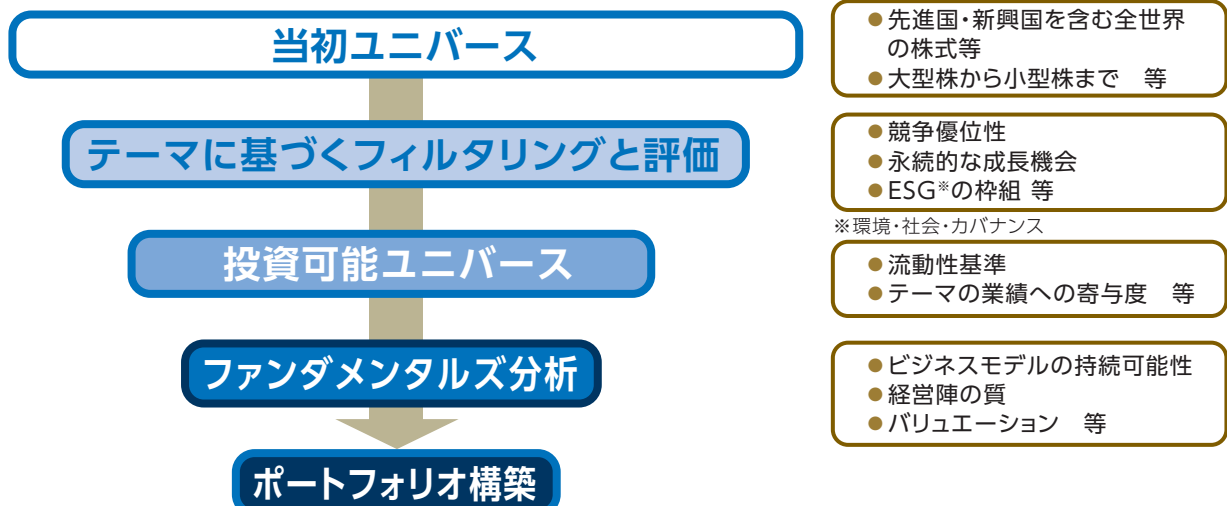 当初ユニバース
●先進国・新興国を含む全世界
の株式等
●大型株から小型株まで　等
テーマに基づくフィルタリングと評価
●競争優位性
●永続的な成長機会
●ESG※の枠組 等
※環境・社会・カバナンス
投資可能ユニバース
●流動性基準
●テーマの業績への寄与度　等
ファンダメンタルズ分析
●ビジネスモデルの持続可能性
●経営陣の質
●バリュエーション　等
ポートフォリオ構築